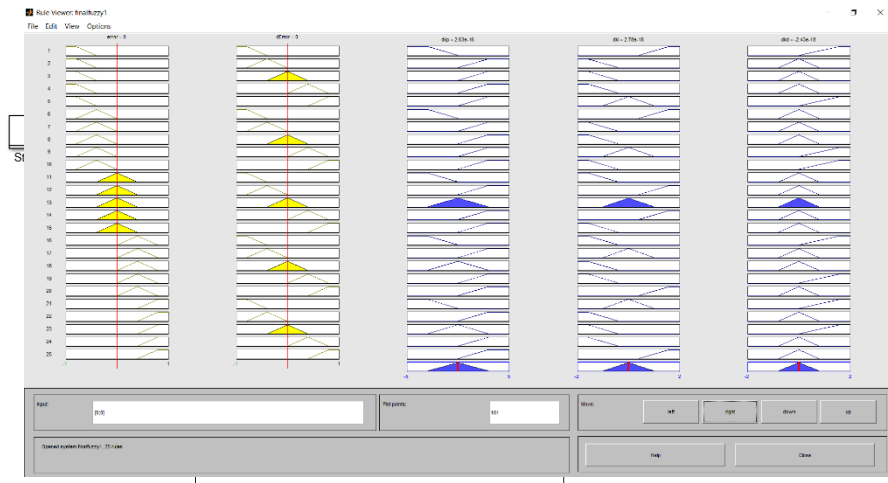 Rule Viewer: finalfuzzy1
File Edit View Options
error = 0
dError = 0
dkp = 2.63e-16
dki = 2.78e-18
dkd = -2.43e-18
1
2
3
4
5
6
7
8
9
10
11
12
13
14
15
16
17
18
19
20
21
22
23
24
25
-1 1
-1 1
-5 5
-2 2
-2 2
St
Input:
[0;0]
Plot points:
101
Move:
left
right
down
up
Opened system finalfuzzy1, 25 rules
Help
Close